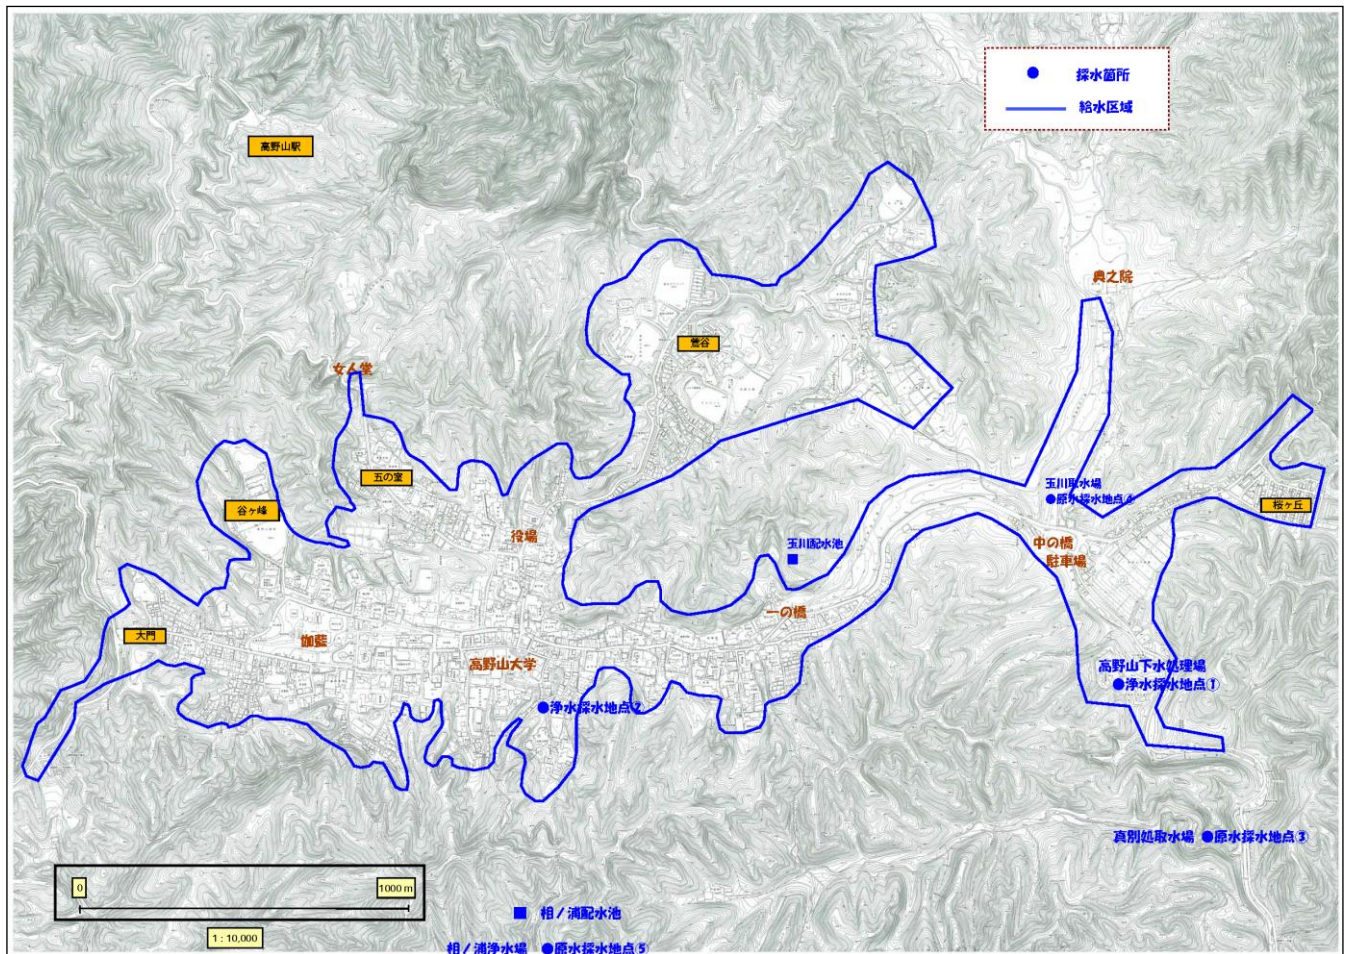 採水箇所
給水区域
高野山駅
奥之院
鶯谷
女人堂
五の室
玉川取水場
●原水採水地点④
桜ヶ丘
谷ヶ峰
役場
玉川配水池
中の橋
駐車場
一の橋
大門
伽藍
高野山大学
高野山下水処理場
●浄水採水地点①
●浄水採水地点②
真別処取水場 ●原水採水地点③
0 1000 m
1 : 10,000
■ 相ノ浦配水池
相ノ浦浄水場 ●原水採水地点⑤